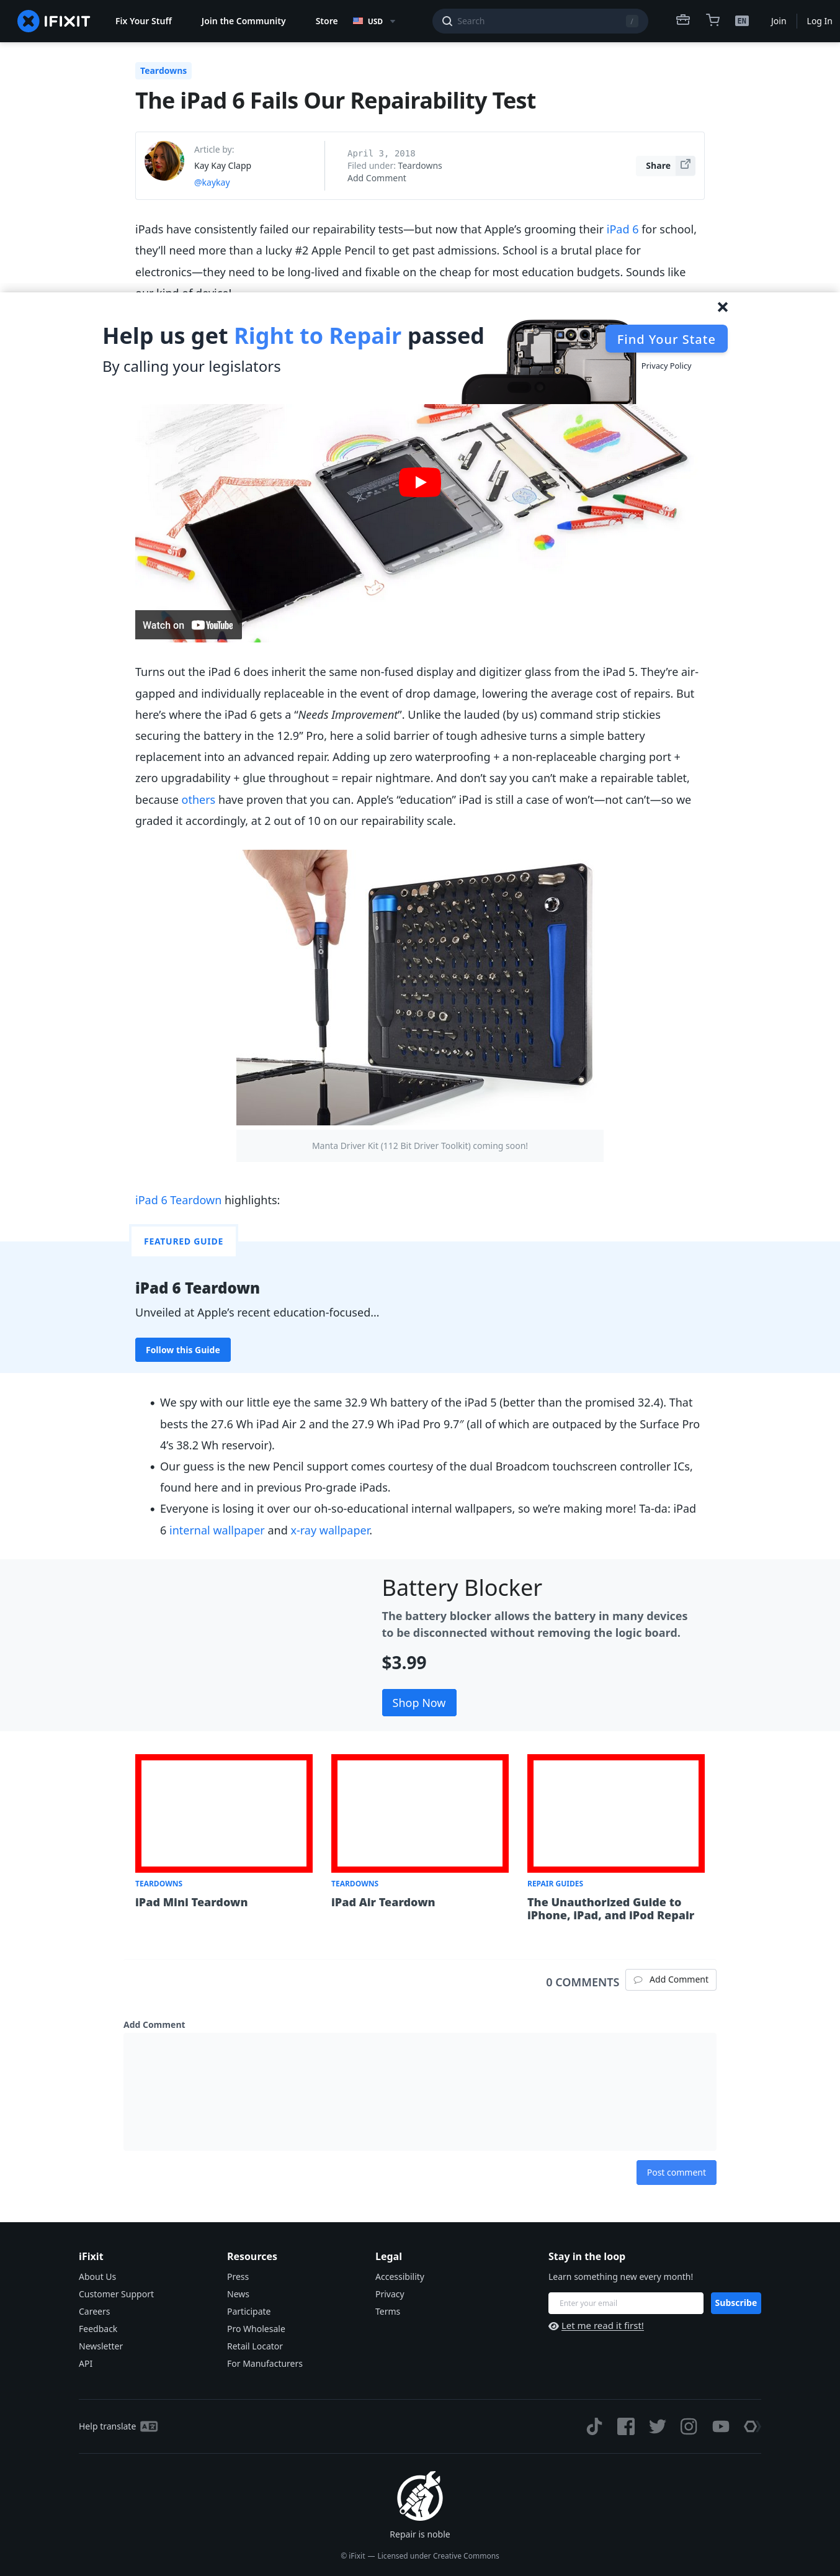 IFIXIT
Fix Your Stuff
Join the Community
Store
USD
Search
/
EN
Join
Log In
Teardowns
The iPad 6 Fails Our Repairability Test
Article by:
Kay Kay Clapp
@kaykay
April 3, 2018
Filed under: Teardowns
Add Comment
Share
iPads have consistently failed our repairability tests—but now that Apple’s grooming their iPad 6 for school,
they’ll need more than a lucky #2 Apple Pencil to get past admissions. School is a brutal place for
electronics—they need to be long-lived and fixable on the cheap for most education budgets. Sounds like
our kind of device!
Help us get Right to Repair passed
By calling your legislators
Find Your State
Privacy Policy
Watch on YouTube
Turns out the iPad 6 does inherit the same non-fused display and digitizer glass from the iPad 5. They’re air-
gapped and individually replaceable in the event of drop damage, lowering the average cost of repairs. But
here’s where the iPad 6 gets a “Needs Improvement”. Unlike the lauded (by us) command strip stickies
securing the battery in the 12.9” Pro, here a solid barrier of tough adhesive turns a simple battery
replacement into an advanced repair. Adding up zero waterproofing + a non-replaceable charging port +
zero upgradability + glue throughout = repair nightmare. And don’t say you can’t make a repairable tablet,
because others have proven that you can. Apple’s “education” iPad is still a case of won’t—not can’t—so we
graded it accordingly, at 2 out of 10 on our repairability scale.
Manta Driver Kit (112 Bit Driver Toolkit) coming soon!
iPad 6 Teardown highlights:
FEATURED GUIDE
iPad 6 Teardown
Unveiled at Apple’s recent education-focused…
Follow this Guide
We spy with our little eye the same 32.9 Wh battery of the iPad 5 (better than the promised 32.4). That
bests the 27.6 Wh iPad Air 2 and the 27.9 Wh iPad Pro 9.7″ (all of which are outpaced by the Surface Pro
4’s 38.2 Wh reservoir).
Our guess is the new Pencil support comes courtesy of the dual Broadcom touchscreen controller ICs,
found here and in previous Pro-grade iPads.
Everyone is losing it over our oh-so-educational internal wallpapers, so we’re making more! Ta-da: iPad
6 internal wallpaper and x-ray wallpaper.
Battery Blocker
The battery blocker allows the battery in many devices
to be disconnected without removing the logic board.
$3.99
Shop Now
TEARDOWNS
iPad Mini Teardown
TEARDOWNS
iPad Air Teardown
REPAIR GUIDES
The Unauthorized Guide to
iPhone, iPad, and iPod Repair
0 COMMENTS
Add Comment
Add Comment
Post comment
iFixit
About Us
Customer Support
Careers
Feedback
Newsletter
API
Resources
Press
News
Participate
Pro Wholesale
Retail Locator
For Manufacturers
Legal
Accessibility
Privacy
Terms
Stay in the loop
Learn something new every month!
Enter your email
Subscribe
Let me read it first!
Help translate
Repair is noble
© iFixit — Licensed under Creative Commons